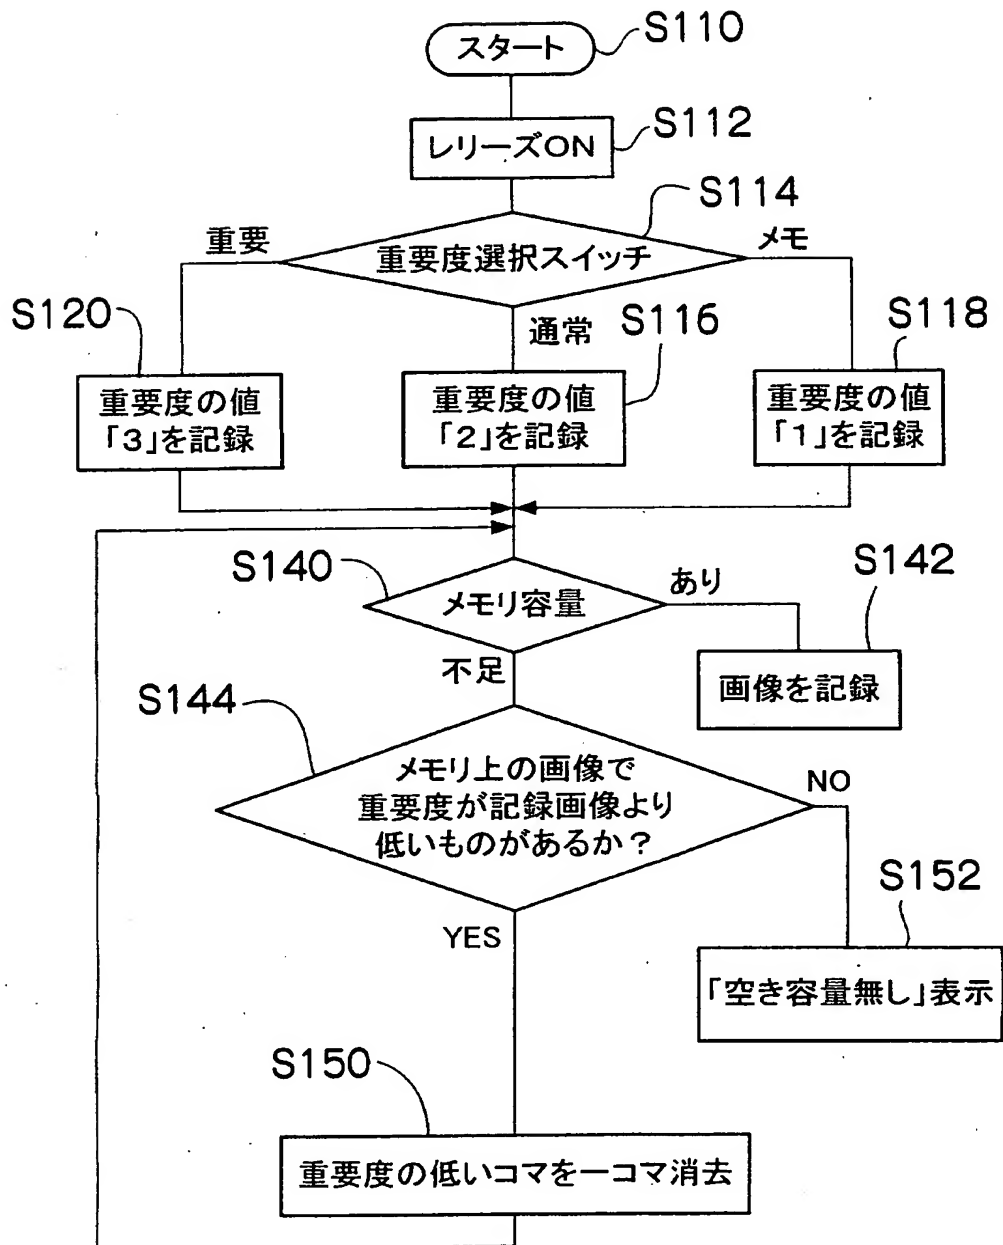 スタート
S110
レリーズON
S112
S114
重要度選択スイッチ
重要
メモ
通常
S120
S116
S118
重要度の値
「3」を記録
重要度の値
「2」を記録
重要度の値
「1」を記録
S140
メモリ容量
あり
S142
画像を記録
不足
S144
メモリ上の画像で
重要度が記録画像より
低いものがあるか?
NO
S152
「空き容量無し」表示
YES
S150
重要度の低いコマを一コマ消去